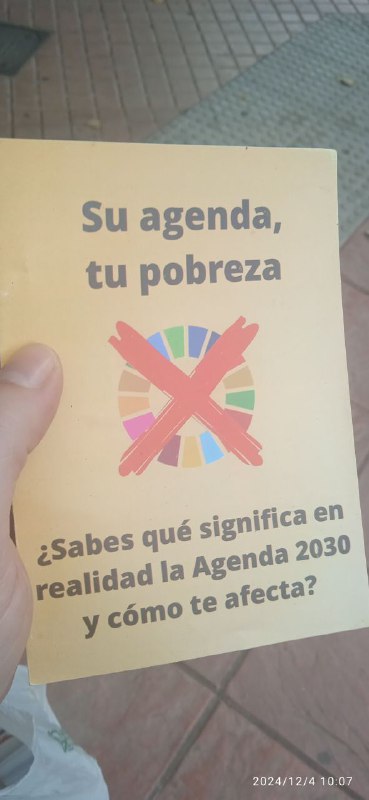 Su agenda,
tu pobreza
¿Sabes qué significa en
realidad la Agenda 2030
y cómo te afecta?
2024/12/4 10:07